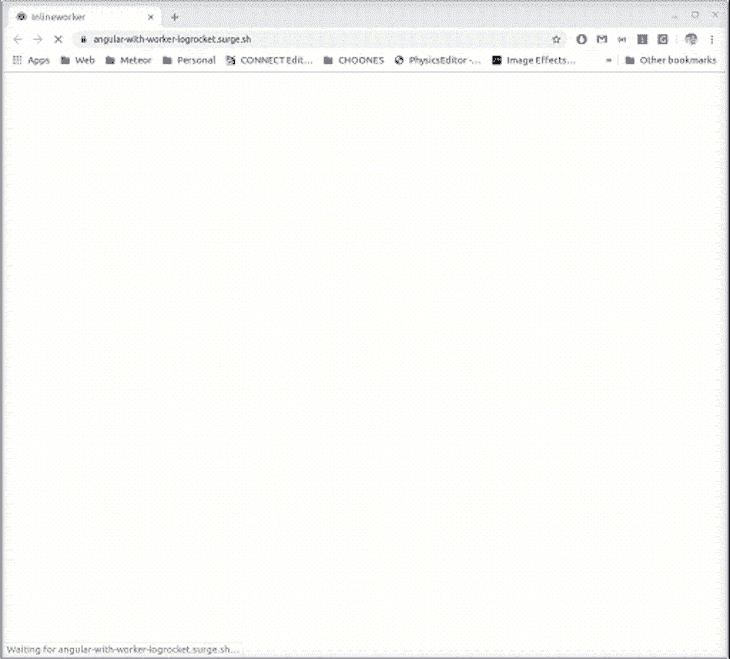 Inlineworker
angular-with-worker-logrocket.surge.sh
Apps Web Meteor Personal CONNECT Edit... CHOONES PhysicsEditor -... Image Effects... » Other bookmarks
Waiting for angular-with-worker-logrocket.surge.sh...